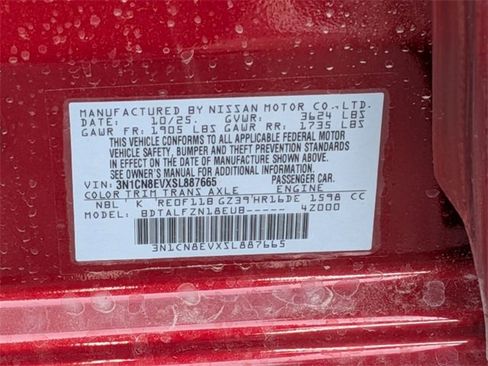 MANUFACTURED BY NISSAN MOTOR CO.,LTD.
DATE: 10/25. GVWR: 3624 LBS
GAWR FR: 1905 LBS GAWR RR: 1735 LBS
THIS VEHICLE CONFORMS TO ALL APPLICABLE FEDERAL MOTOR
VEHICLE SAFETY, BUMPER AND THEFT PREVENTION STANDARDS
IN EFFECT ON THE DATE OF MANUFACTURE SHOWN ABOVE.
SEE OWNER'S MANUAL FOR ADDITIONAL INFORMATION
VIN: 3N1CN8EVXSL887665 PASSENGER CAR.
COLOR TRIM TRANS AXLE ENGINE
NBL K RE0F11B GZ39 HR16DE 1598 CC
MODEL: BDTALFZN18EUB----- 4Z000
3N1CN8EVXSL887665